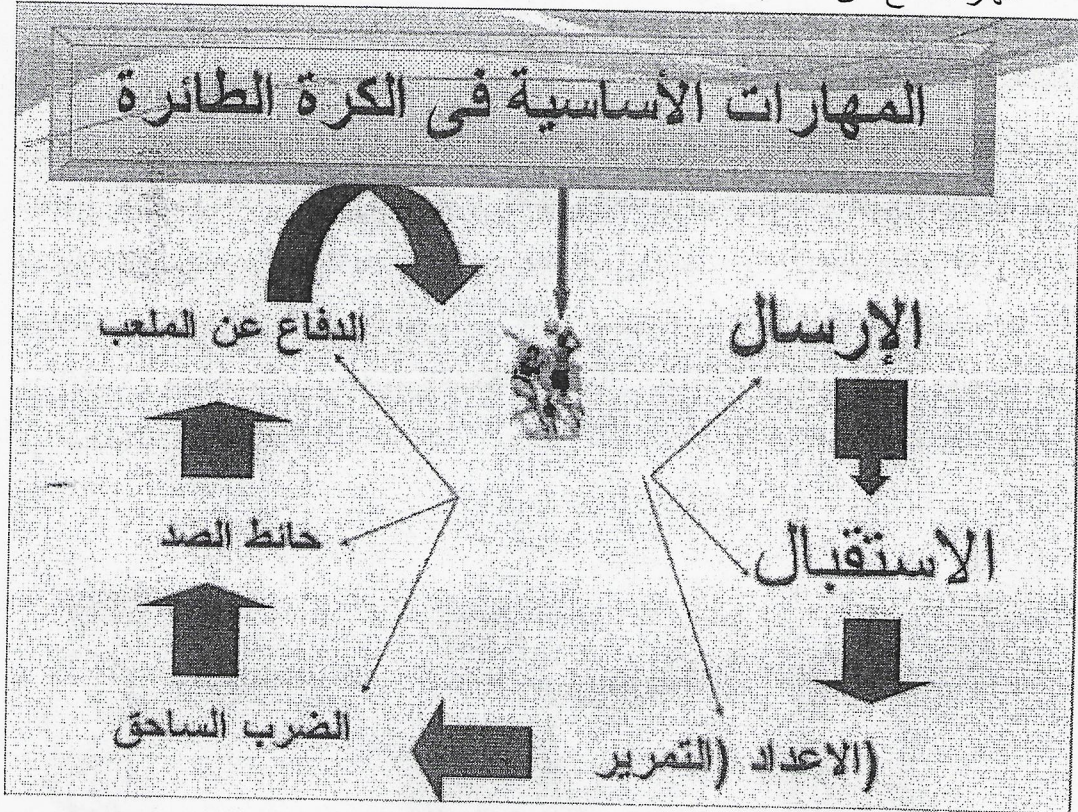 المهارات الأساسية فى الكرة الطائرة
الإرسال
الدفاع عن الملعب
الاستقبال
حائط الصد
(الاعداد (التمرير
الضرب الساحق